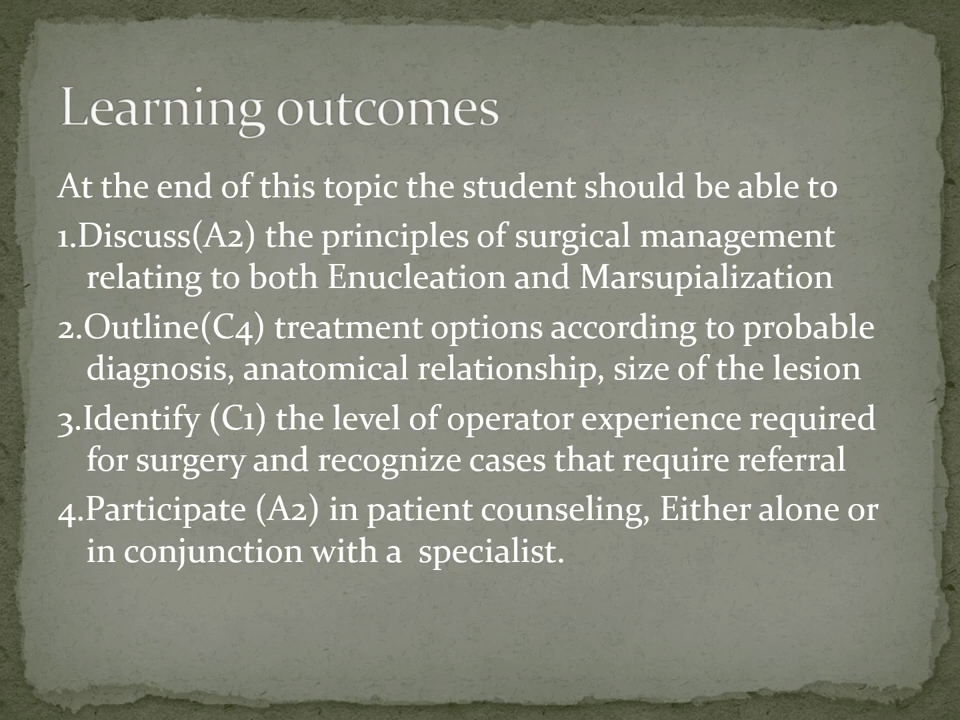 Learning outcomes
At the end of this topic the student should be able to
1.Discuss(A2) the principles of surgical management
relating to both Enucleation and Marsupialization
2.Outline(C4) treatment options according to probable
diagnosis, anatomical relationship, size of the lesion
3.Identify (C1) the level of operator experience required
for surgery and recognize cases that require referral
4.Participate (A2) in patient counseling, Either alone or
in conjunction with a  specialist.